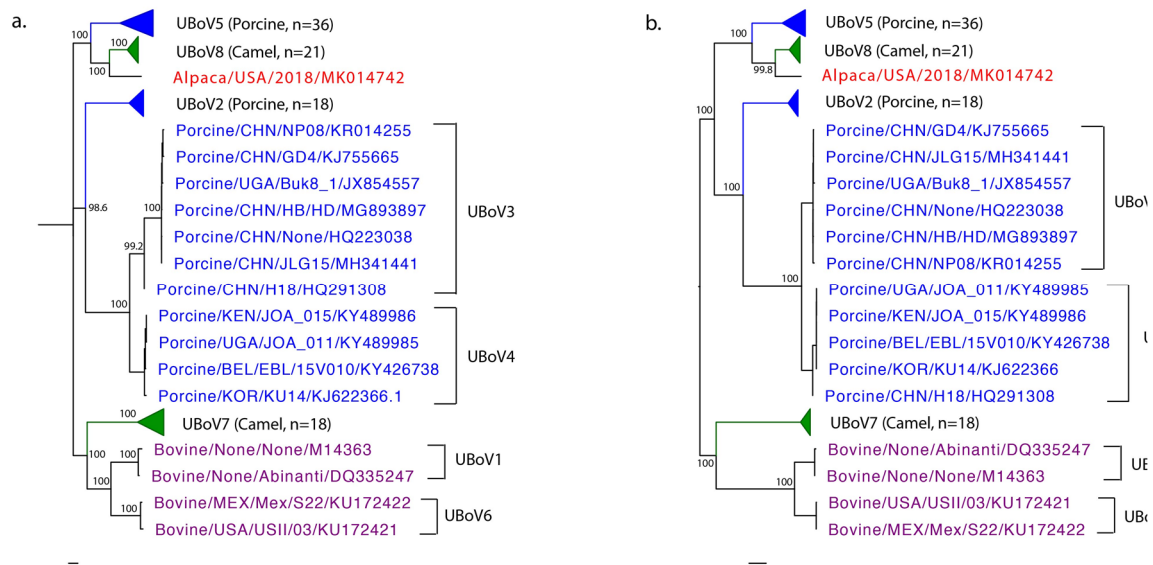 a.
UBoV5 (Porcine, n=36)
100
100
UBoV8 (Camel, n=21)
100
Alpaca/USA/2018/MK014742
UBoV2 (Porcine, n=18)
Porcine/CHN/NP08/KR014255
Porcine/CHN/GD4/KJ755665
Porcine/UGA/Buk8_1/JX854557
98.6
100
Porcine/CHN/HB/HD/MG893897
UBoV3
Porcine/CHN/None/HQ223038
99.2
Porcine/CHN/JLG15/MH341441
Porcine/CHN/H18/HQ291308
100
Porcine/KEN/JOA_015/KY489986
Porcine/UGA/JOA_011/KY489985
UBoV4
Porcine/BEL/EBL/15V010/KY426738
Porcine/KOR/KU14/KJ622366.1
100
UBoV7 (Camel, n=18)
Bovine/None/None/M14363
100
100
UBoV1
Bovine/None/Abinanti/DQ335247
100
Bovine/MEX/Mex/S22/KU172422
100
UBoV6
Bovine/USA/USII/03/KU172421
b.
UBoV5 (Porcine, n=36)
100
UBoV8 (Camel, n=21)
99.8
Alpaca/USA/2018/MK014742
UBoV2 (Porcine, n=18)
100
Porcine/CHN/GD4/KJ755665
Porcine/CHN/JLG15/MH341441
Porcine/UGA/Buk8_1/JX854557
100
UBoV
Porcine/CHN/None/HQ223038
Porcine/CHN/HB/HD/MG893897
Porcine/CHN/NP08/KR014255
100
Porcine/UGA/JOA_011/KY489985
Porcine/KEN/JOA_015/KY489986
Porcine/BEL/EBL/15V010/KY426738
Porcine/KOR/KU14/KJ622366
Porcine/CHN/H18/HQ291308
UBoV7 (Camel, n=18)
Bovine/None/Abinanti/DQ335247
100
Bovine/None/None/M14363
100
Bovine/USA/USII/03/KU172421
Bovine/MEX/Mex/S22/KU172422